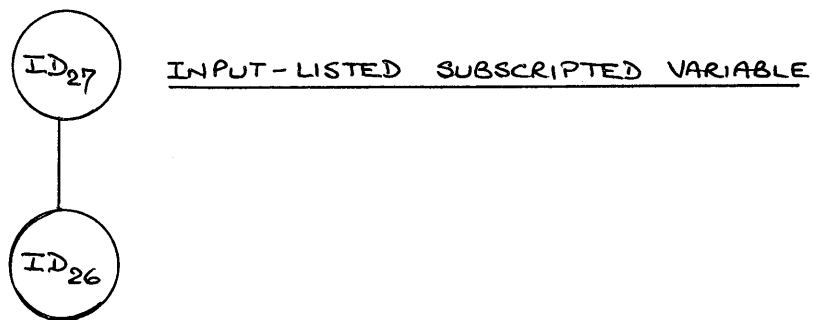 ID₂₇ INPUT-LISTED SUBSCRIPTED VARIABLE
ID₂₆